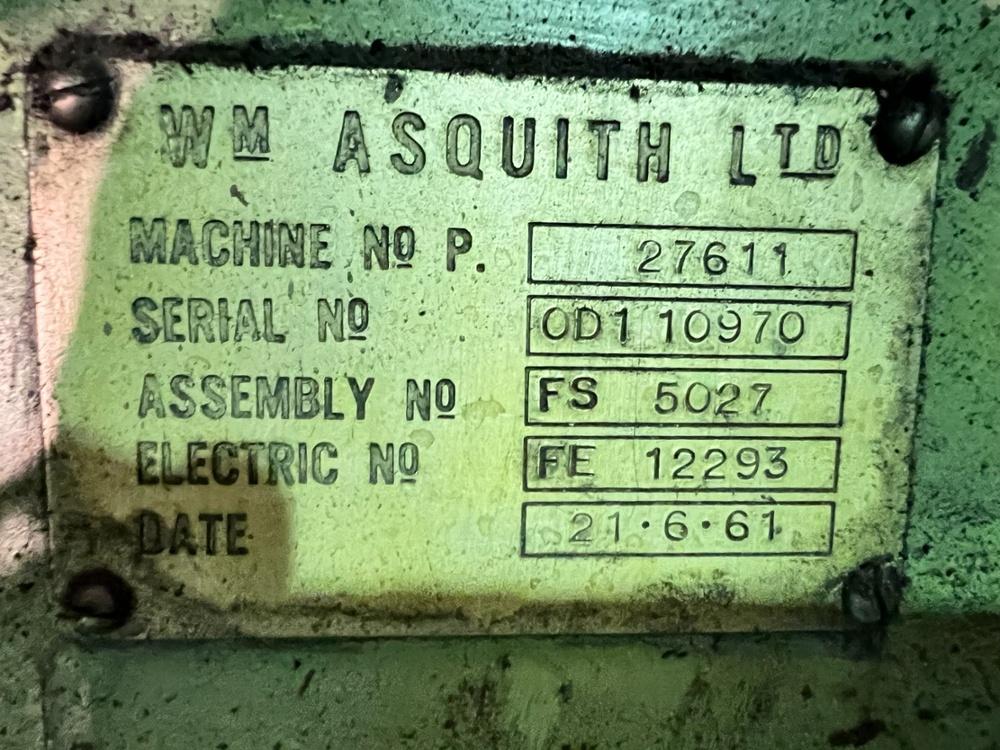 WM ASQUITH LTD
MACHINE NO P. 27611
SERIAL NO OD1 10970
ASSEMBLY NO FS 5027
ELECTRIC NO FE 12293
DATE 21·6·61